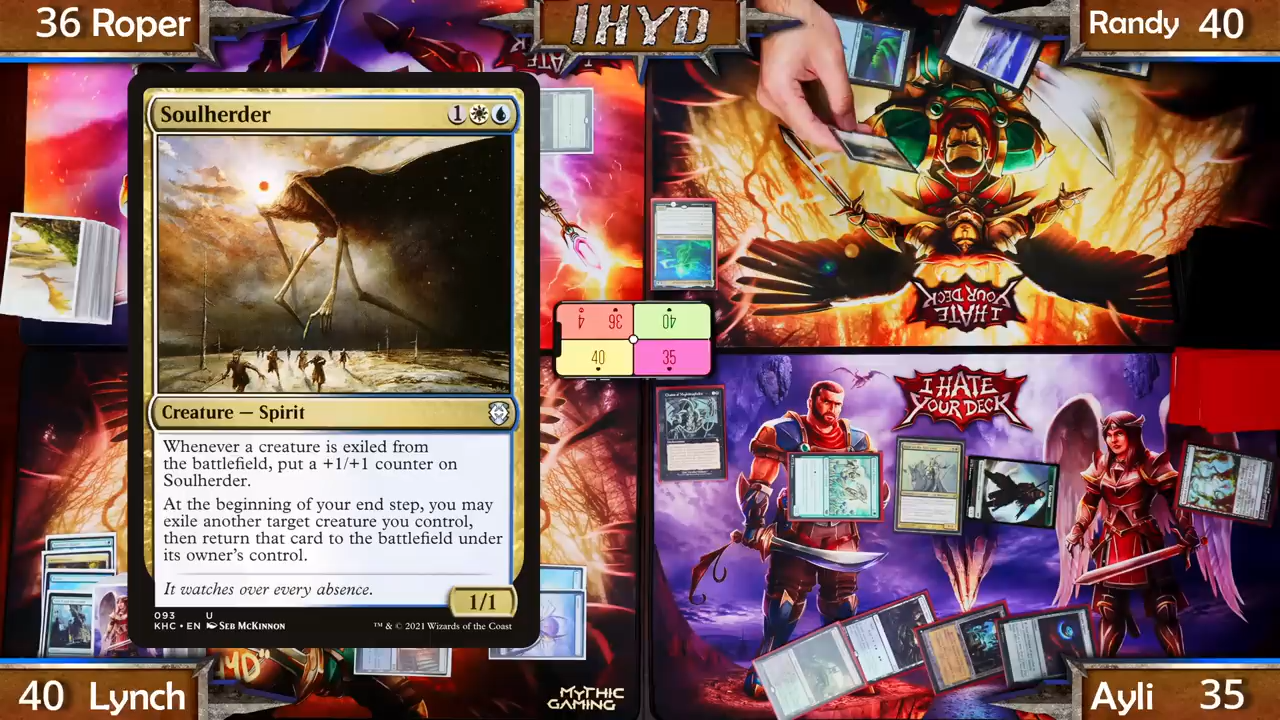 36 Roper
IHYD
Randy 40
Soulherder
1
Creature — Spirit
Whenever a creature is exiled from
the battlefield, put a +1/+1 counter on
Soulherder.
At the beginning of your end step, you may
exile another target creature you control,
then return that card to the battlefield under
its owner's control.
It watches over every absence.
1/1
093 U
KHC • EN SEB MCKINNON
™ & © 2021 Wizards of the Coast
4 36 40
40 35
I HATE
YOUR DECK
I HATE
YOUR DECK
MYTHIC
GAMING
40 Lynch
Ayli 35